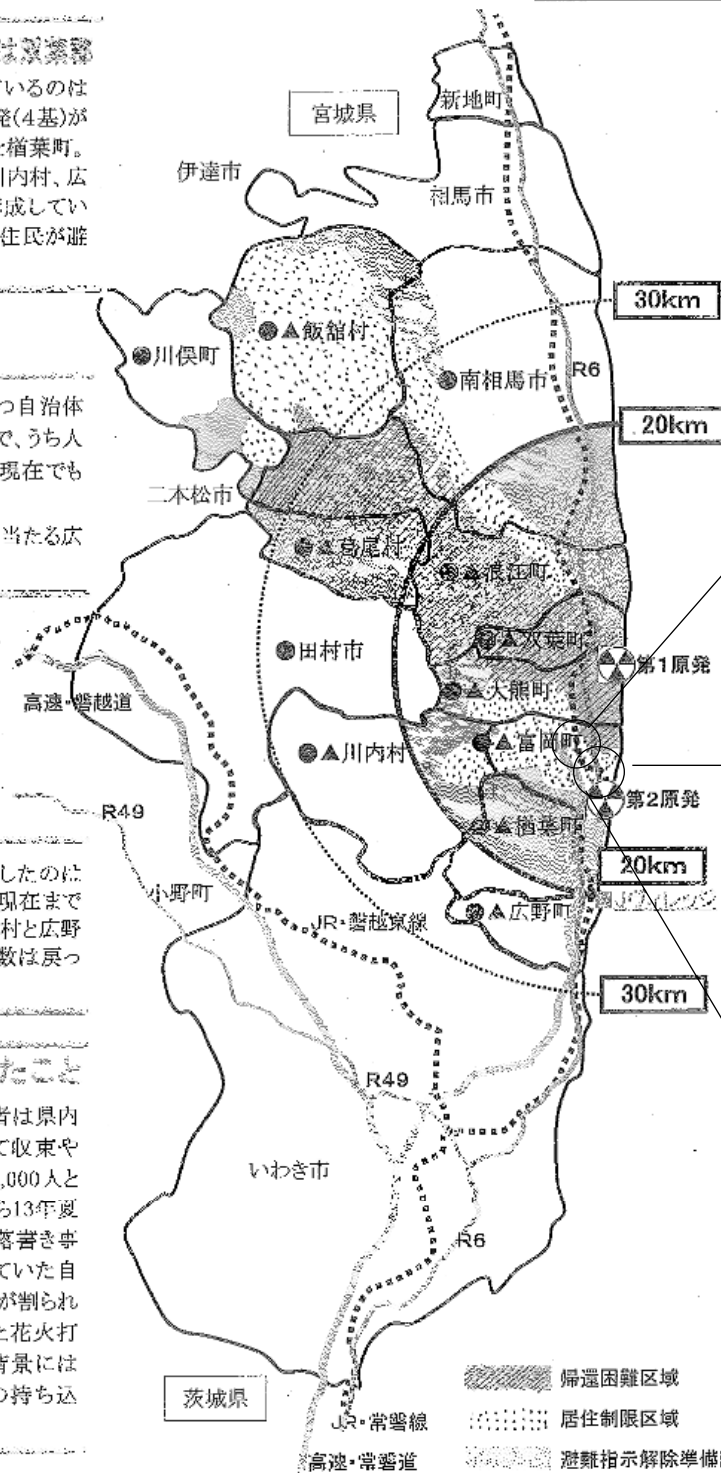 は双葉郡
いるのは
発(4基)が
と楢葉町。
川内村、広
構成してい
住民が避
つ自治体
で、うち人
現在でも
当たる広
したのは
現在まで
村と広野
数は戻っ
たこと
者は県内
て収束や
,000人と
ら13年夏
落書き事
ていた自
が割られ
と花火打
背景には
の持ち込
宮城県
新地町
伊達市
相馬市
30km
●▲飯舘村
●川俣町
●南相馬市
R6
20km
二本松市
●▲葛尾村
●▲浪江町
●▲双葉町
●田村市
第1原発
●▲大熊町
高速・磐越道
●▲富岡町
●▲川内村
第2原発
R49
●▲楢葉町
20km
小野町
Jヴィレッジ
●▲広野町
JR・磐越東線
30km
R49
いわき市
R6
茨城県
帰還困難区域
JR・常磐線
居住制限区域
高速・常磐道
避難指示解除準備